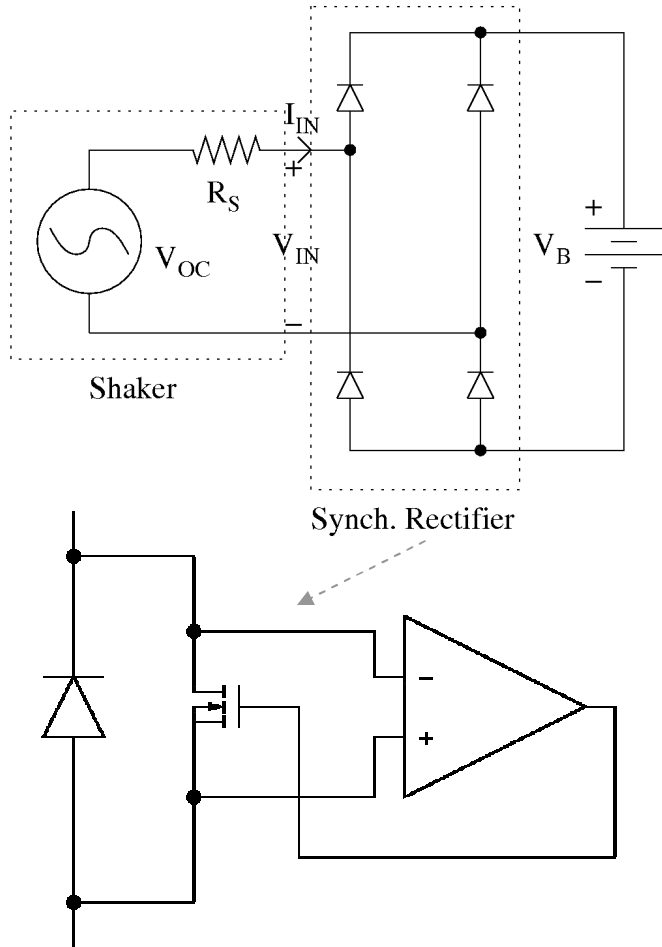 I_IN
+
R_S
V_OC
V_IN
−
V_B
+
−
Shaker
Synch. Rectifier
−
+